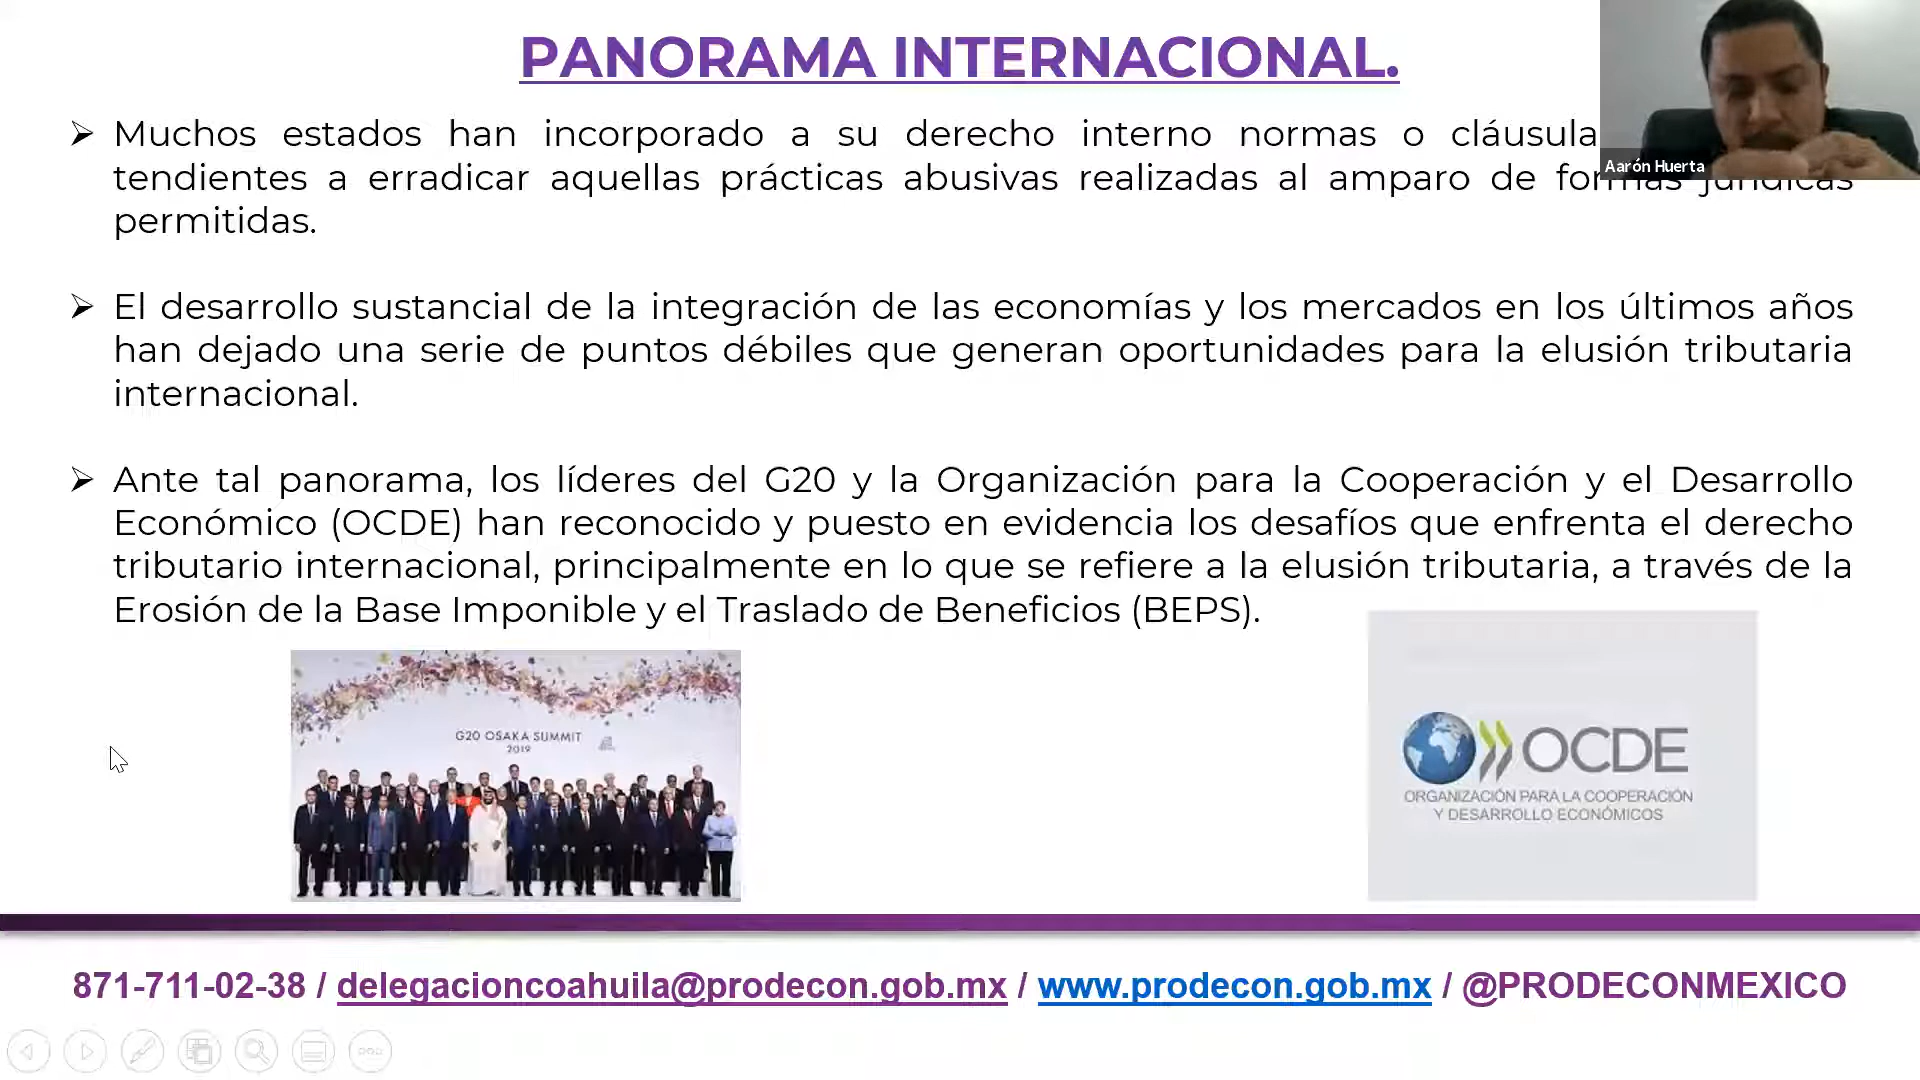 PANORAMA INTERNACIONAL.
Muchos estados han incorporado a su derecho interno normas o cláusula
tendientes a erradicar aquellas prácticas abusivas realizadas al amparo de formas jurídicas
permitidas.
El desarrollo sustancial de la integración de las economías y los mercados en los últimos años
han dejado una serie de puntos débiles que generan oportunidades para la elusión tributaria
internacional.
Ante tal panorama, los líderes del G20 y la Organización para la Cooperación y el Desarrollo
Económico (OCDE) han reconocido y puesto en evidencia los desafíos que enfrenta el derecho
tributario internacional, principalmente en lo que se refiere a la elusión tributaria, a través de la
Erosión de la Base Imponible y el Traslado de Beneficios (BEPS).
Aarón Huerta
G20 OSAKA SUMMIT
2019
OCDE
ORGANIZACIÓN PARA LA COOPERACIÓN
Y DESARROLLO ECONÓMICOS
871-711-02-38 / delegacioncoahuila@prodecon.gob.mx / www.prodecon.gob.mx / @PRODECONMEXICO